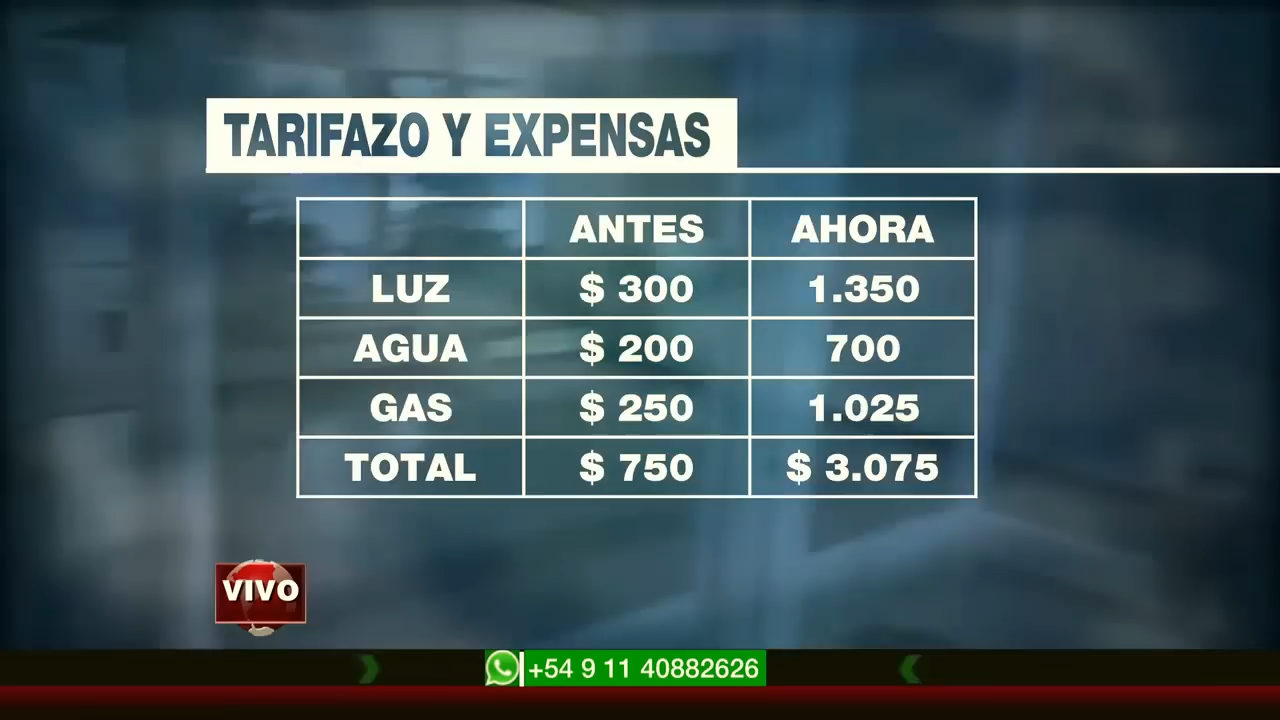 TARIFAZO Y EXPENSAS
ANTES AHORA
LUZ $ 300 1.350
AGUA $ 200 700
GAS $ 250 1.025
TOTAL $ 750 $ 3.075
VIVO
+54 9 11 40882626